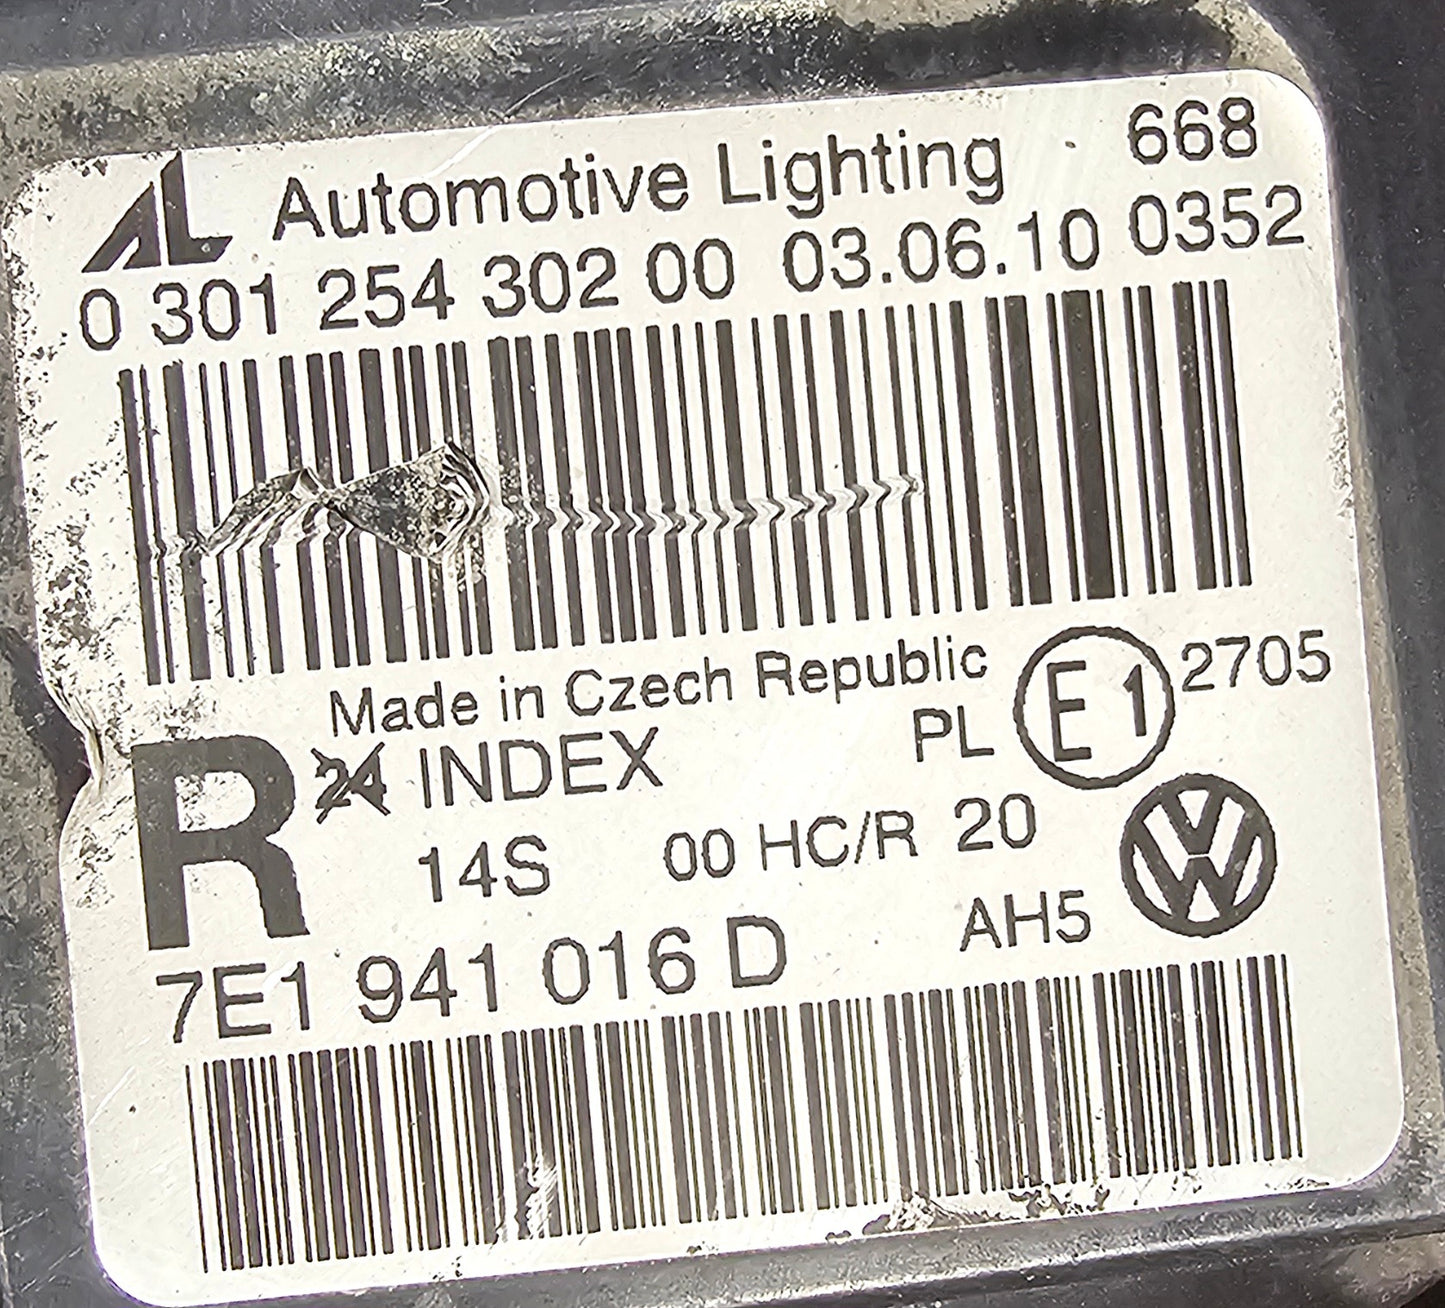 AL Automotive Lighting 668
0 301 254 302 00 03.06.10 0352
Made in Czech Republic
R 24 INDEX PL E1 2705
14S 00 HC/R 20
7E1 941 016 D AH5 VW